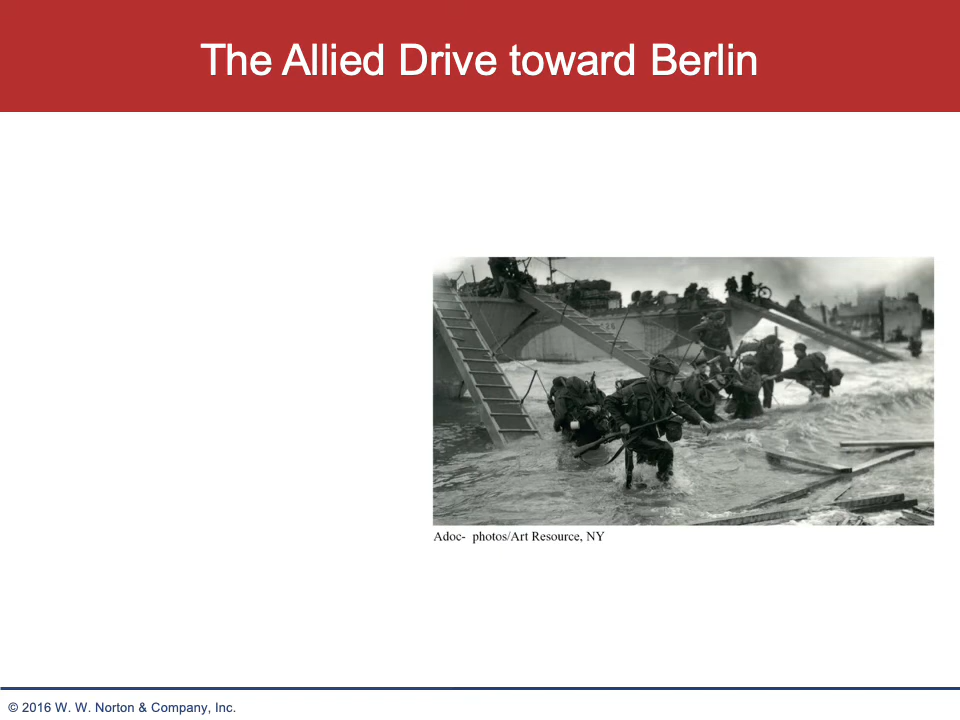 The Allied Drive toward Berlin
Adoc- photos/Art Resource, NY
© 2016 W. W. Norton & Company, Inc.